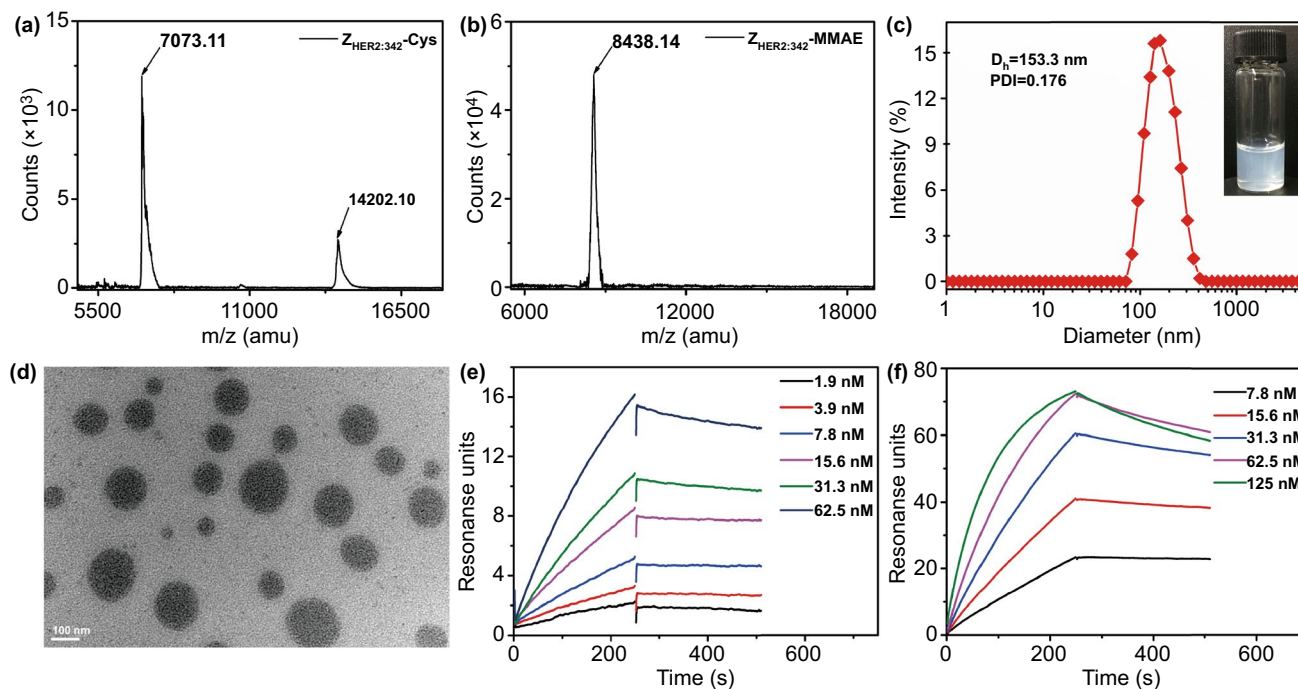 (a)
15
10
5
0
Counts (×10³)
7073.11
14202.10
Z_HER2:342-Cys
5500
11000
16500
m/z (amu)
(b)
6
4
2
0
Counts (×10⁴)
8438.14
Z_HER2:342-MMAE
6000
12000
18000
m/z (amu)
(c)
15
12
9
6
3
0
Intensity (%)
D_h=153.3 nm
PDI=0.176
1
10
100
1000
Diameter (nm)
(d)
100 nm
(e)
16
12
8
4
0
Resonanse units
1.9 nM
3.9 nM
7.8 nM
15.6 nM
31.3 nM
62.5 nM
0
200
400
600
Time (s)
(f)
80
60
40
20
0
Resonanse units
7.8 nM
15.6 nM
31.3 nM
62.5 nM
125 nM
0
200
400
600
Time (s)